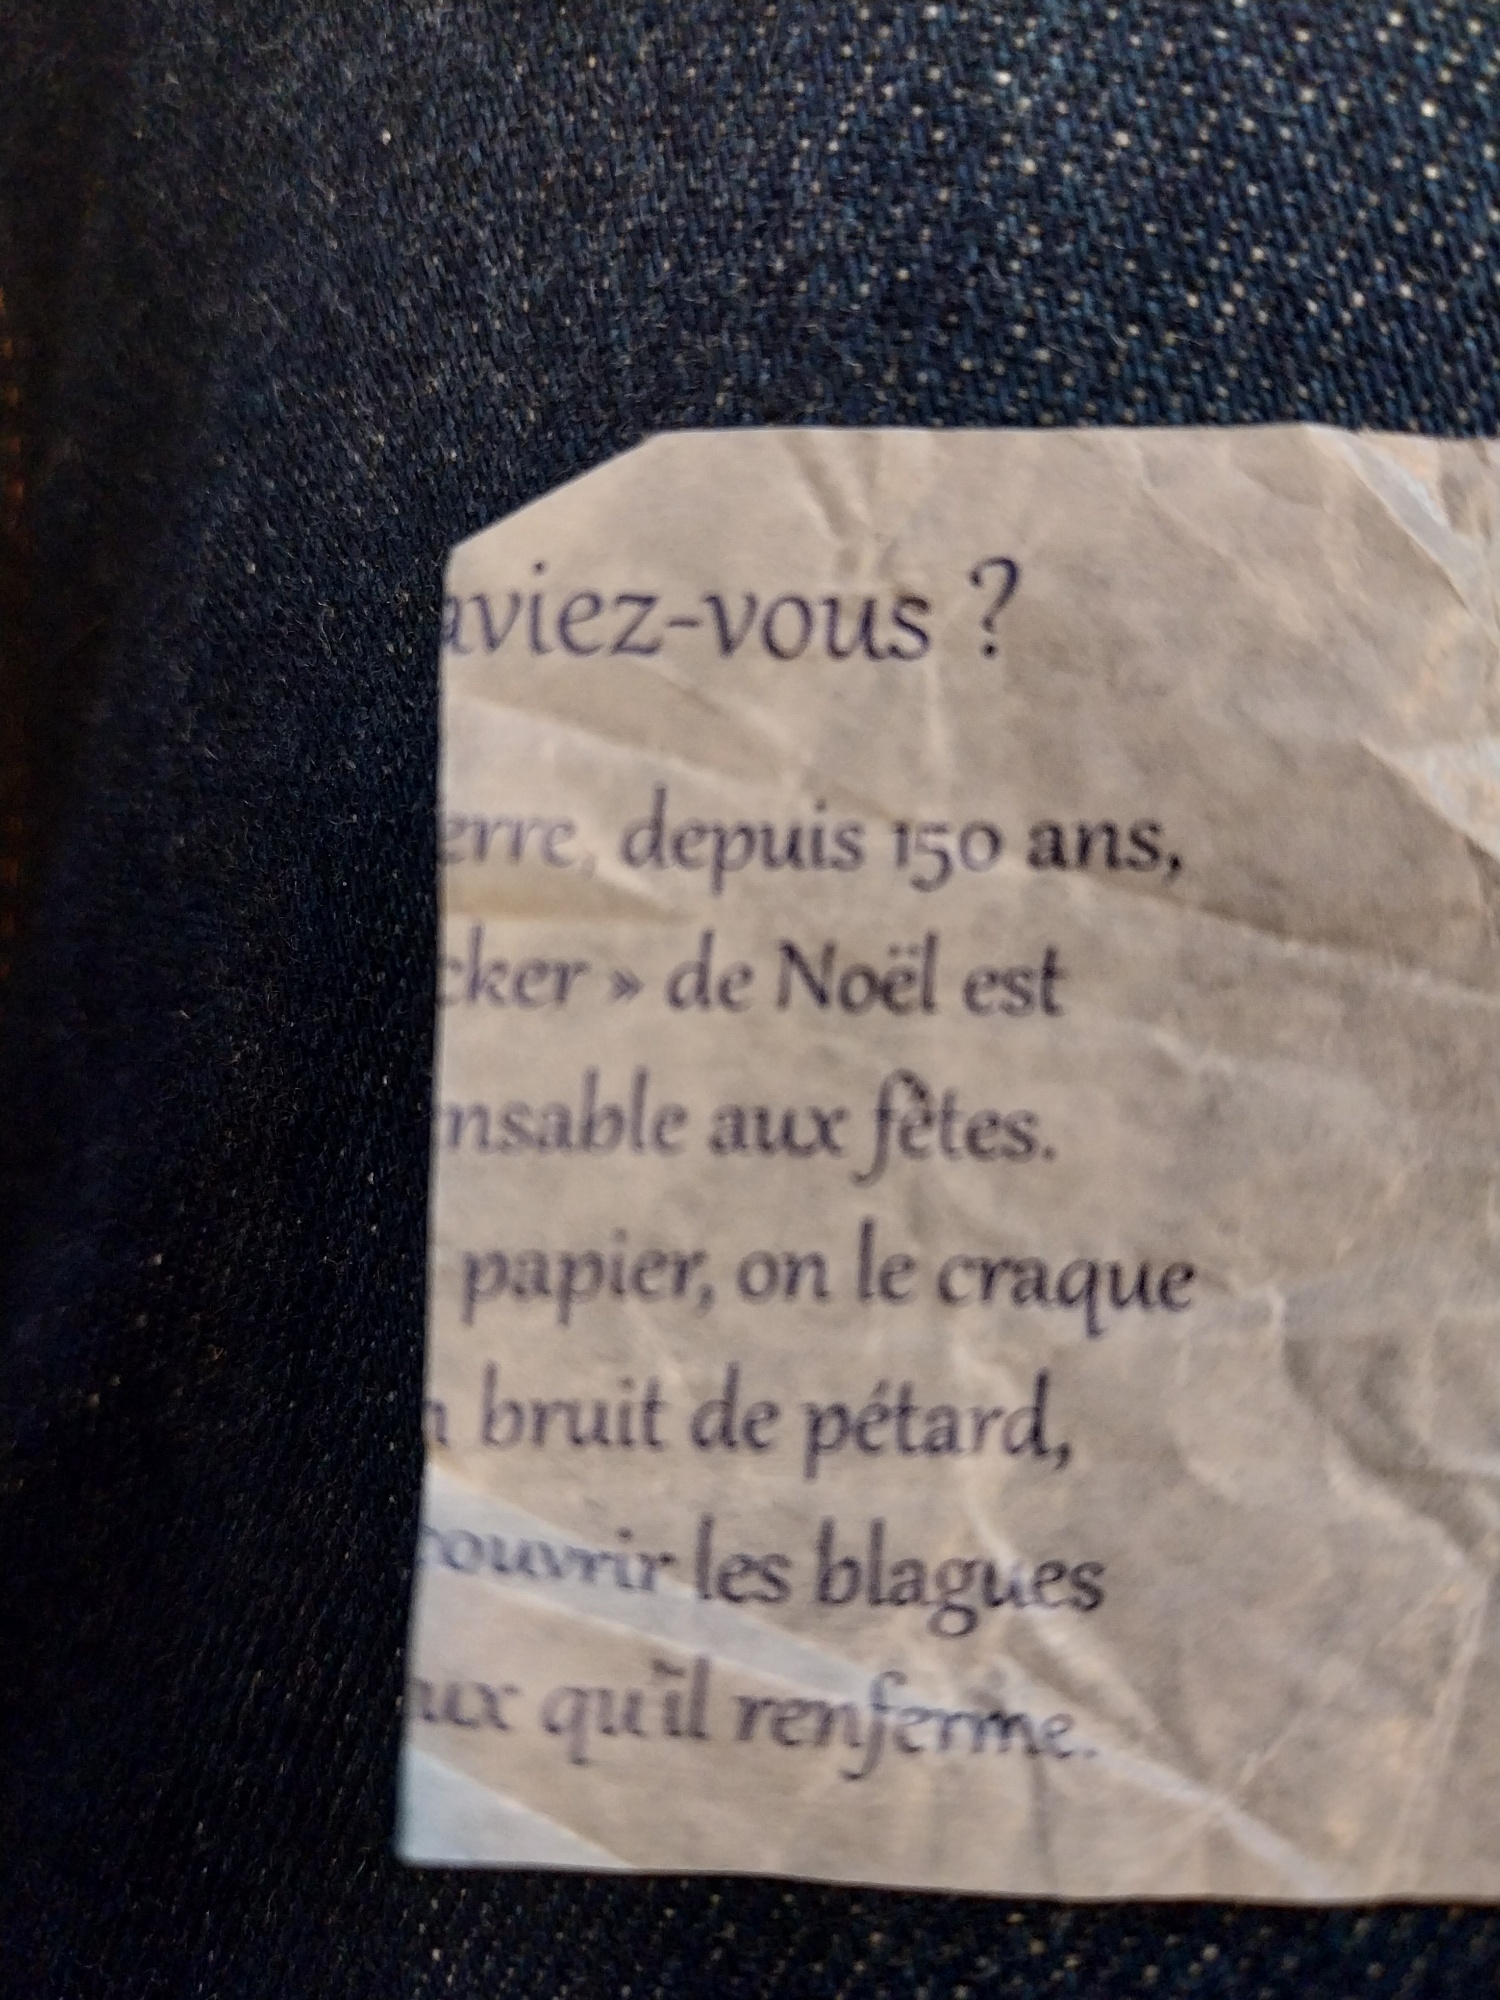 aviez-vous ?
erre, depuis 150 ans,
cker » de Noël est
nsable aux fêtes.
papier, on le craque
n bruit de pétard,
couvrir les blagues
ux qu'il renferme.